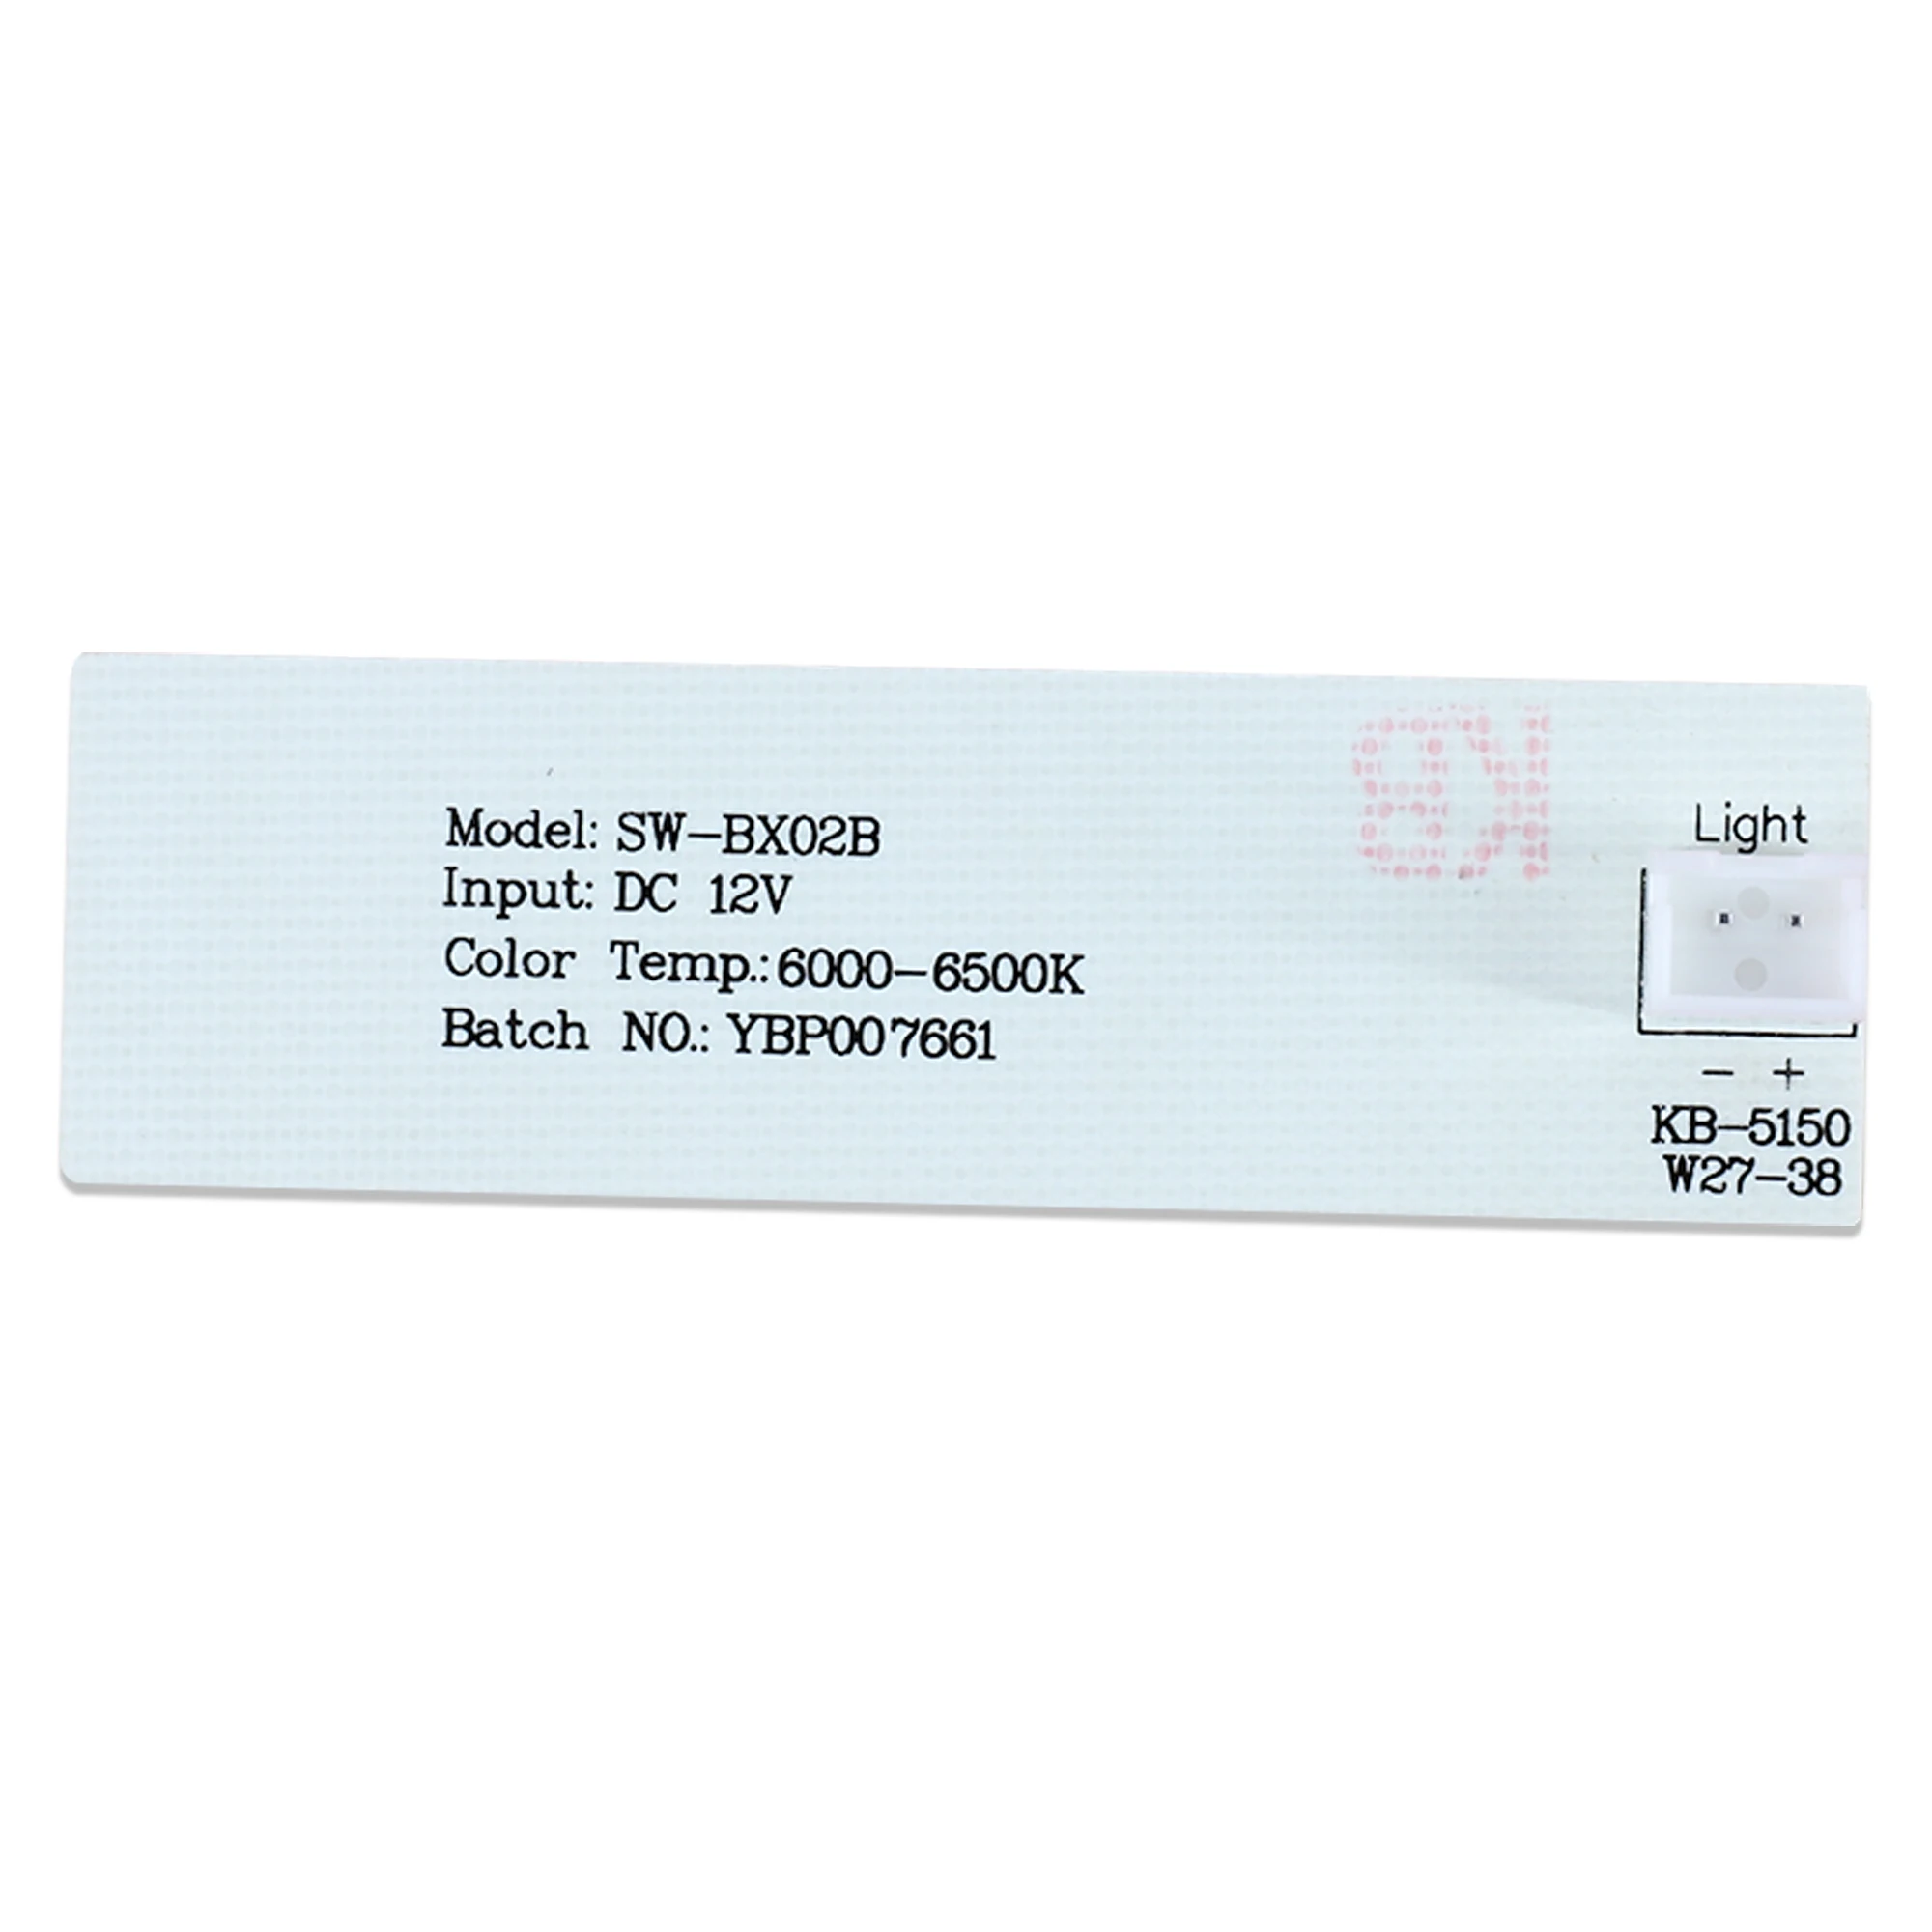 Model: SW-BX02B
Input: DC 12V
Color Temp.: 6000-6500K
Batch NO.: YBP007661
Light
- +
KB-5150
W27-38